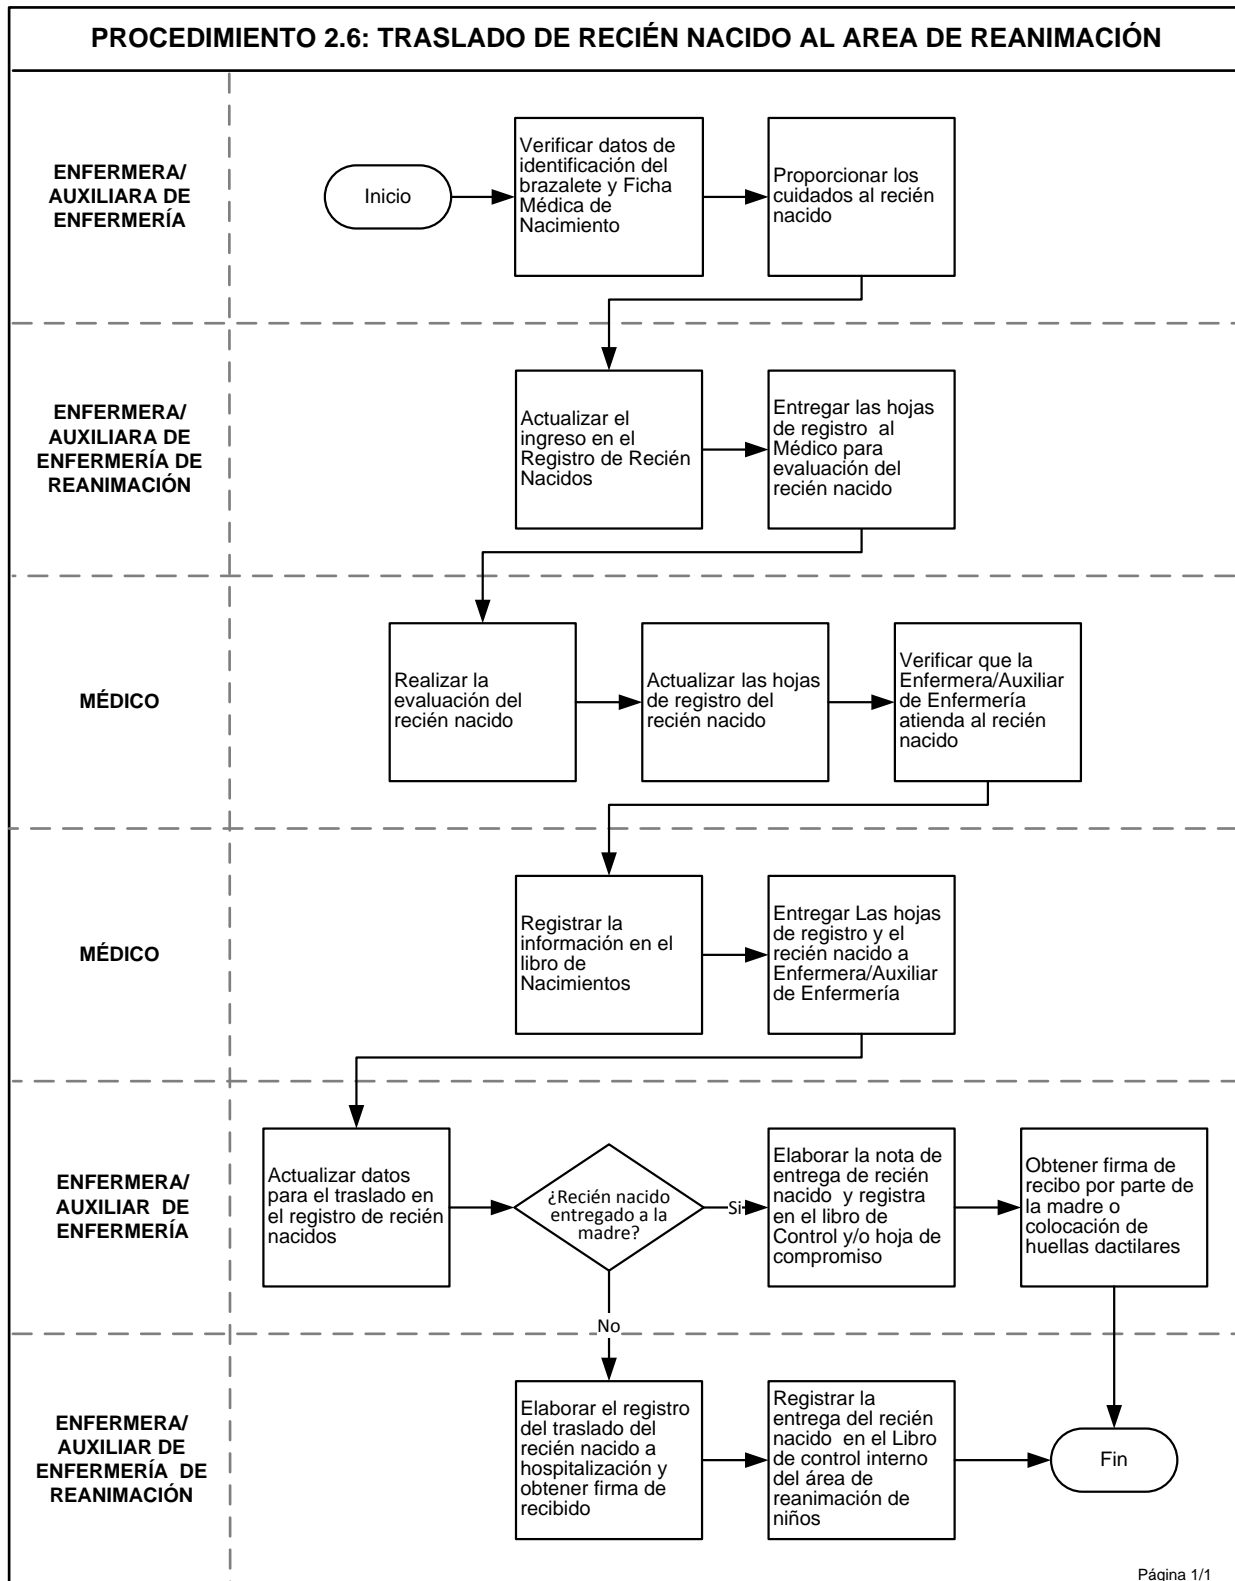 PROCEDIMIENTO 2.6: TRASLADO DE RECIÉN NACIDO AL AREA DE REANIMACIÓN
ENFERMERA/
AUXILIARA DE
ENFERMERÍA
Inicio
Verificar datos de
identificación del
brazalete y Ficha
Médica de
Nacimiento
Proporcionar los
cuidados al recién
nacido
ENFERMERA/
AUXILIARA DE
ENFERMERÍA DE
REANIMACIÓN
Actualizar el
ingreso en el
Registro de Recién
Nacidos
Entregar las hojas
de registro al
Médico para
evaluación del
recién nacido
MÉDICO
Realizar la
evaluación del
recién nacido
Actualizar las hojas
de registro del
recién nacido
Verificar que la
Enfermera/Auxiliar
de Enfermería
atienda al recién
nacido
MÉDICO
Registrar la
información en el
libro de
Nacimientos
Entregar Las hojas
de registro y el
recién nacido a
Enfermera/Auxiliar
de Enfermería
ENFERMERA/
AUXILIAR DE
ENFERMERÍA
Actualizar datos
para el traslado en
el registro de recién
nacidos
¿Recién nacido
entregado a la
madre?
Si
Elaborar la nota de
entrega de recién
nacido y registra
en el libro de
Control y/o hoja de
compromiso
Obtener firma de
recibo por parte de
la madre o
colocación de
huellas dactilares
No
ENFERMERA/
AUXILIAR DE
ENFERMERÍA DE
REANIMACIÓN
Elaborar el registro
del traslado del
recién nacido a
hospitalización y
obtener firma de
recibido
Registrar la
entrega del recién
nacido en el Libro
de control interno
del área de
reanimación de
niños
Fin
Página 1/1